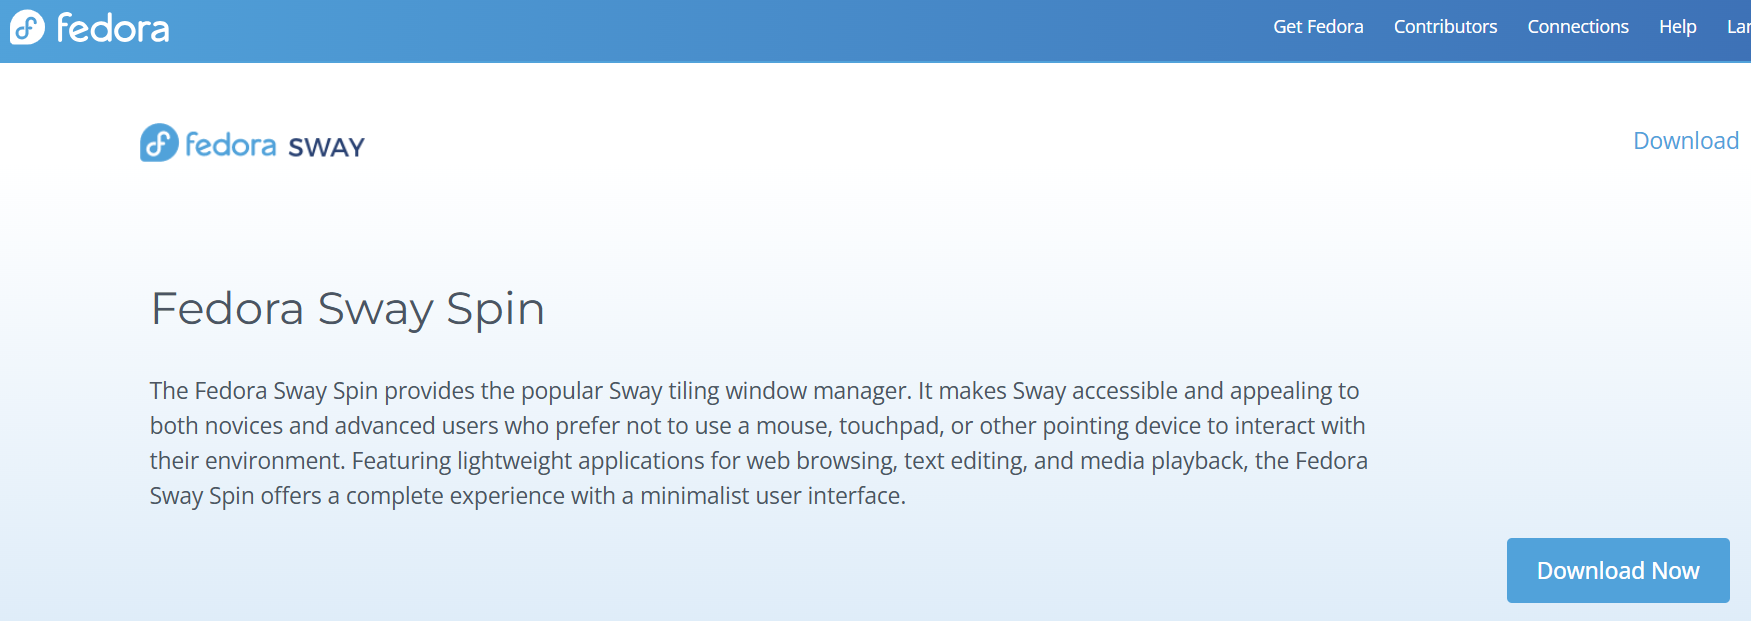 fedora
Get Fedora Contributors Connections Help
fedora SWAY
Download
Fedora Sway Spin
The Fedora Sway Spin provides the popular Sway tiling window manager. It makes Sway accessible and appealing to
both novices and advanced users who prefer not to use a mouse, touchpad, or other pointing device to interact with
their environment. Featuring lightweight applications for web browsing, text editing, and media playback, the Fedora
Sway Spin offers a complete experience with a minimalist user interface.
Download Now